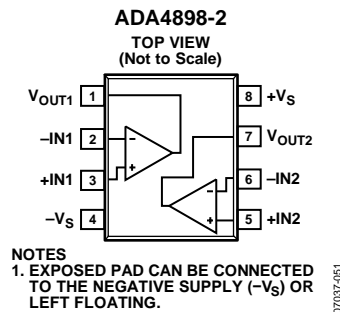 ADA4898-2
TOP VIEW
(Not to Scale)
VOUT1 1
–IN1 2
+IN1 3
–VS 4
8 +VS
7 VOUT2
6 –IN2
5 +IN2
–
+
–
+
NOTES
1. EXPOSED PAD CAN BE CONNECTED
TO THE NEGATIVE SUPPLY (–VS) OR
LEFT FLOATING.
07037-051